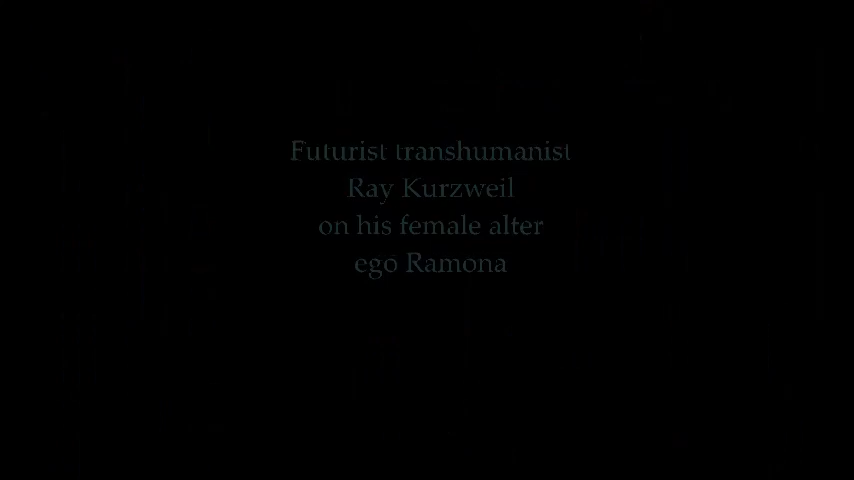 Futurist transhumanist
Ray Kurzweil
on his female alter
ego Ramona